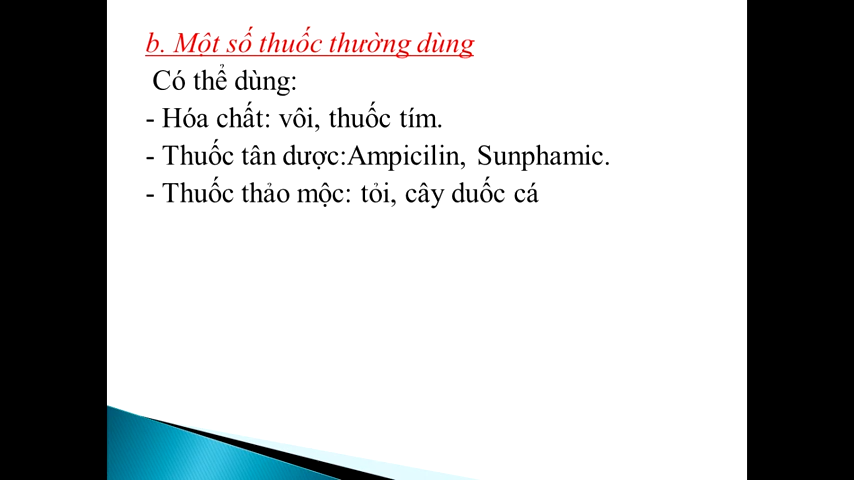 b. Một số thuốc thường dùng
Có thể dùng:
- Hóa chất: vôi, thuốc tím.
- Thuốc tân dược:Ampicilin, Sunphamic.
- Thuốc thảo mộc: tỏi, cây duốc cá